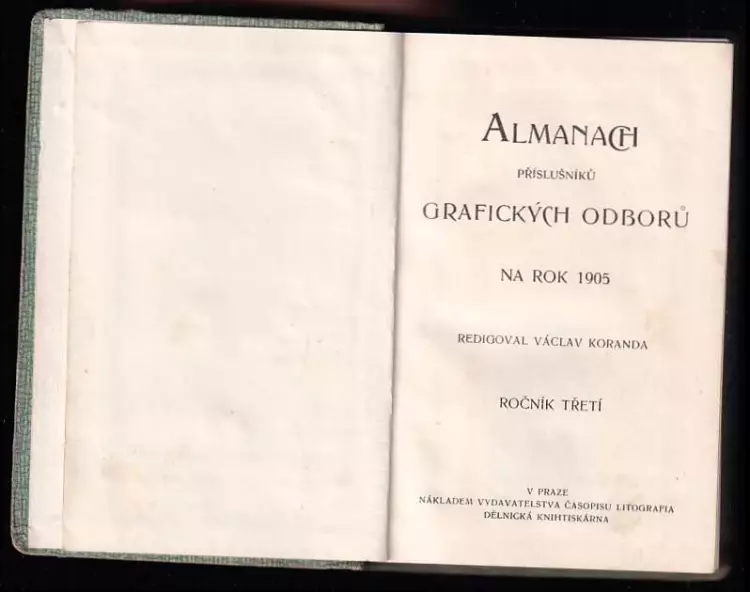 ALMANACH
PŘÍSLUŠNÍKŮ
GRAFICKÝCH ODBORŮ
NA ROK 1905
REDIGOVAL VÁCLAV KORANDA
ROČNÍK TŘETÍ
V PRAZE
NÁKLADEM VYDAVATELSTVA ČASOPISU LITOGRAFIA
DĚLNICKÁ KNIHTISKÁRNA